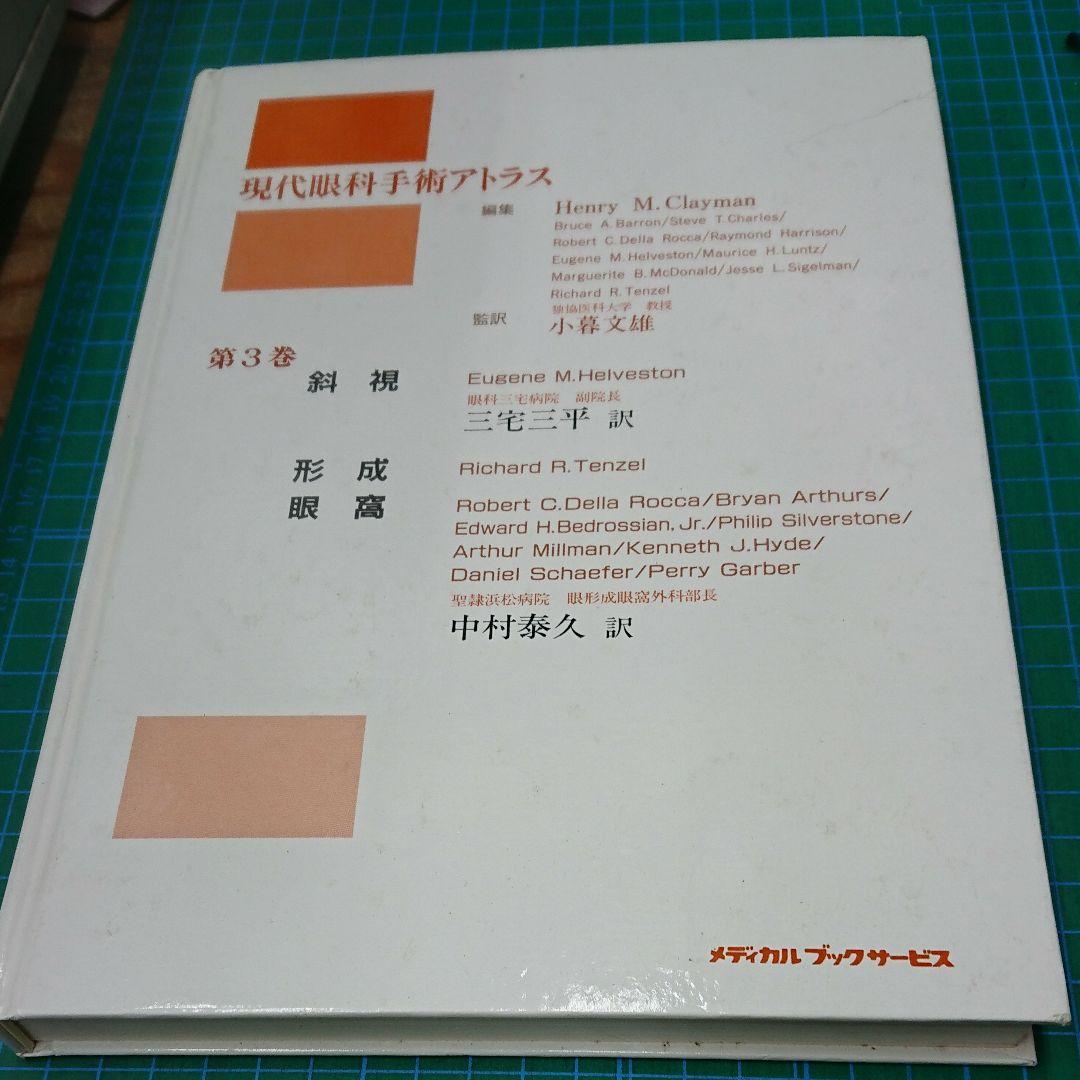 現代眼科手術アトラス
編集 Henry M. Clayman
Bruce A. Barron/Steve T. Charles/
Robert C. Della Rocca/Raymond Harrison/
Eugene M. Helveston/Maurice H. Luntz/
Marguerite B. McDonald/Jesse L. Sigelman/
Richard R. Tenzel
獨協医科大学 教授
監訳 小暮文雄
第3巻
斜視 Eugene M. Helveston
眼科三宅病院 副院長
三宅三平 訳
形成 Richard R. Tenzel
眼窩 Robert C. Della Rocca/Bryan Arthurs/
Edward H. Bedrossian, Jr./Philip Silverstone/
Arthur Millman/Kenneth J. Hyde/
Daniel Schaefer/Perry Garber
聖隷浜松病院 眼形成眼窩外科部長
中村泰久 訳
メディカルブックサービス